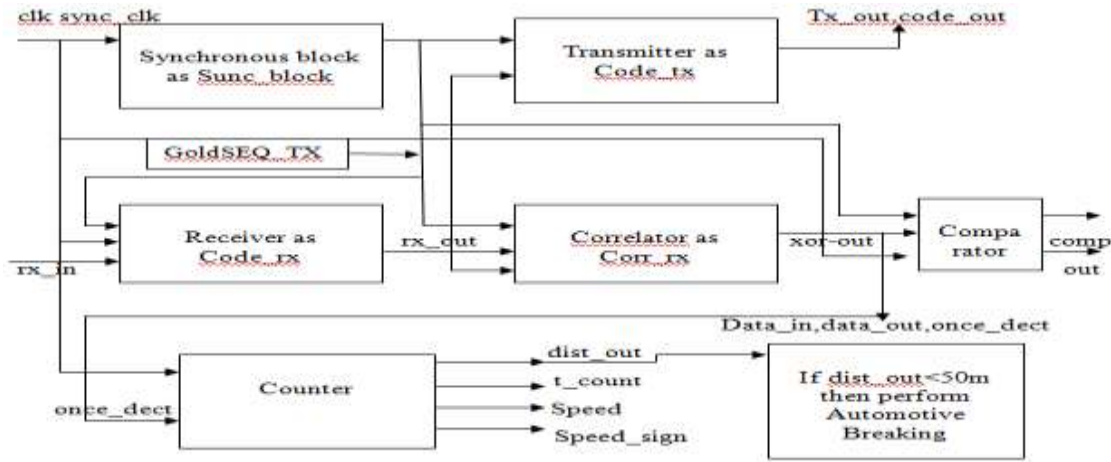 clk sync_clk
Tx_out,code_out
Synchronous block
as Sunc_block
Transmitter as
Code_tx
GoldSEQ_TX
Receiver as
Code_rx
rx_out
Correlator as
Corr_rx
xor-out
Compa
rator
comp
out
rx_in
Data_in,data_out,once_dect
Counter
once_dect
dist_out
t_count
Speed
Speed_sign
If dist_out<50m
then perform
Automotive
Breaking